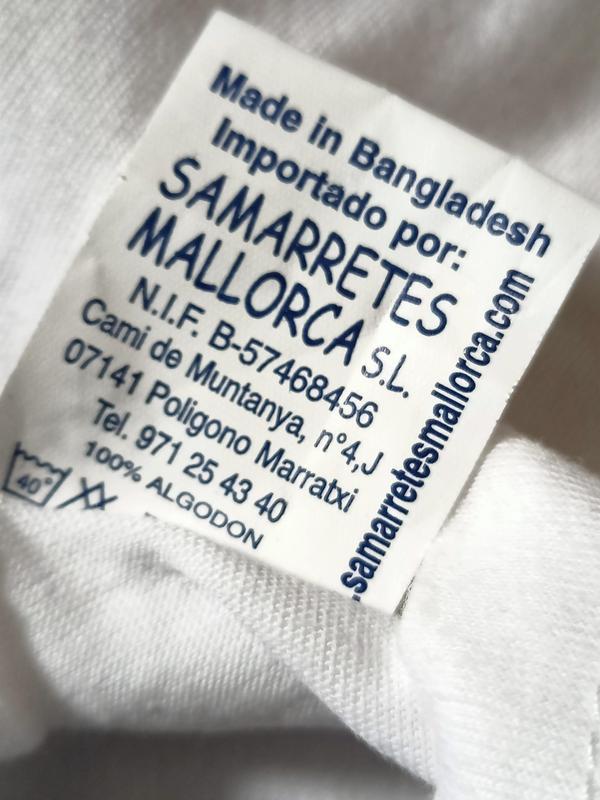 Made in Bangladesh
Importado por:
SAMARRETES
MALLORCA S.L.
N.I.F. B-57468456
Cami de Muntanya, nº4,J
07141 Poligono Marratxi
Tel. 971 25 43 40
100% ALGODON
40°
.samarretesmallorca.com